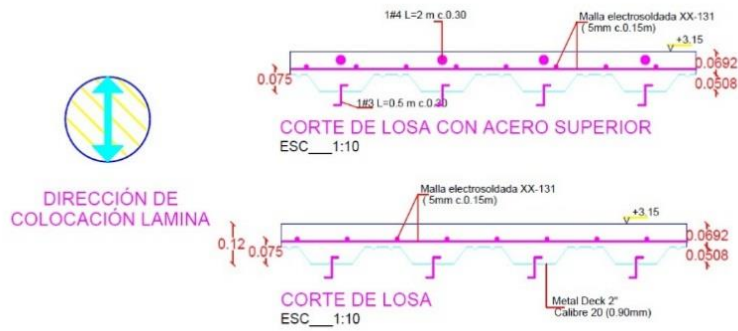 1#4 L=2 m c.0.30
Malla electrosoldada XX-131
( 5mm c.0.15m)
+3.15
0.075
0.0692
0.0508
1#3 L=0.5 m c.0.30
CORTE DE LOSA CON ACERO SUPERIOR
ESC___1:10
DIRECCIÓN DE
COLOCACIÓN LAMINA
Malla electrosoldada XX-131
( 5mm c.0.15m)
+3.15
0.12
0.075
0.0692
0.0508
CORTE DE LOSA
ESC___1:10
Metal Deck 2"
Calibre 20 (0.90mm)